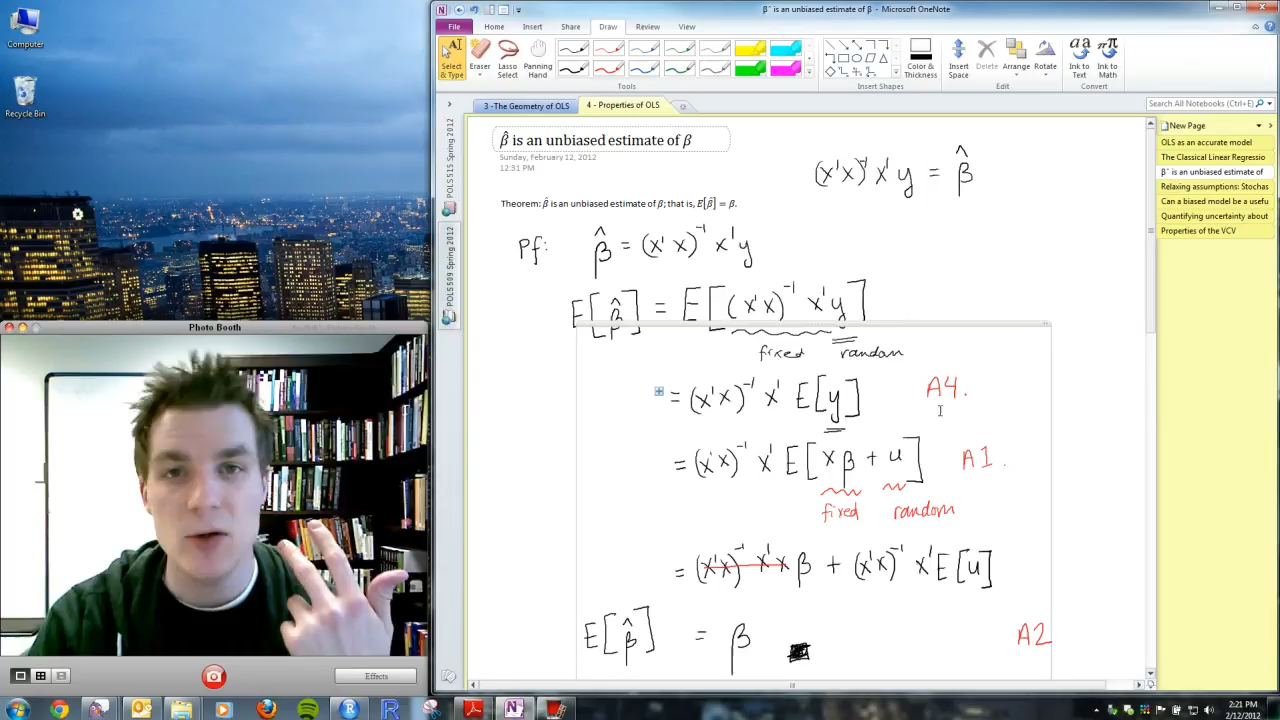 β̂ is an unbiased estimate of β - Microsoft OneNote
Computer
Recycle Bin
File Home Insert Share Draw Review View
Select & Type
Eraser
Lasso Select
Panning Hand
Color & Thickness
Insert Space
Delete
Arrange
Rotate
Ink to Text
Ink to Math
Tools
Insert Shapes
Edit
Convert
3 -The Geometry of OLS
4 - Properties of OLS
Search All Notebooks (Ctrl+E)
New Page
OLS as an accurate model
The Classical Linear Regressio
β^ is an unbiased estimate of
Relaxing assumptions: Stochas
Can a biased model be a usefu
Quantifying uncertainty about
Properties of the VCV
POLS 515 Spring 2012
POLS 509 Spring 2012
β̂ is an unbiased estimate of β
Sunday, February 12, 2012
12:31 PM
(x'x)⁻¹ x'y = β̂
Theorem: β̂ is an unbiased estimate of β; that is, E[β̂] = β.
Pf: β̂ = (x'x)⁻¹ x'y
E[β̂] = E[(x'x)⁻¹ x'y]
fixed random
= (x'x)⁻¹ x' E[y] A4.
= (x'x)⁻¹ x' E[xβ + u] A1.
fixed random
= (x'x)⁻¹ x'x β + (x'x)⁻¹ x'E[u]
E[β̂] = β A2
Photo Booth
Effects
2:21 PM
2/12/2012